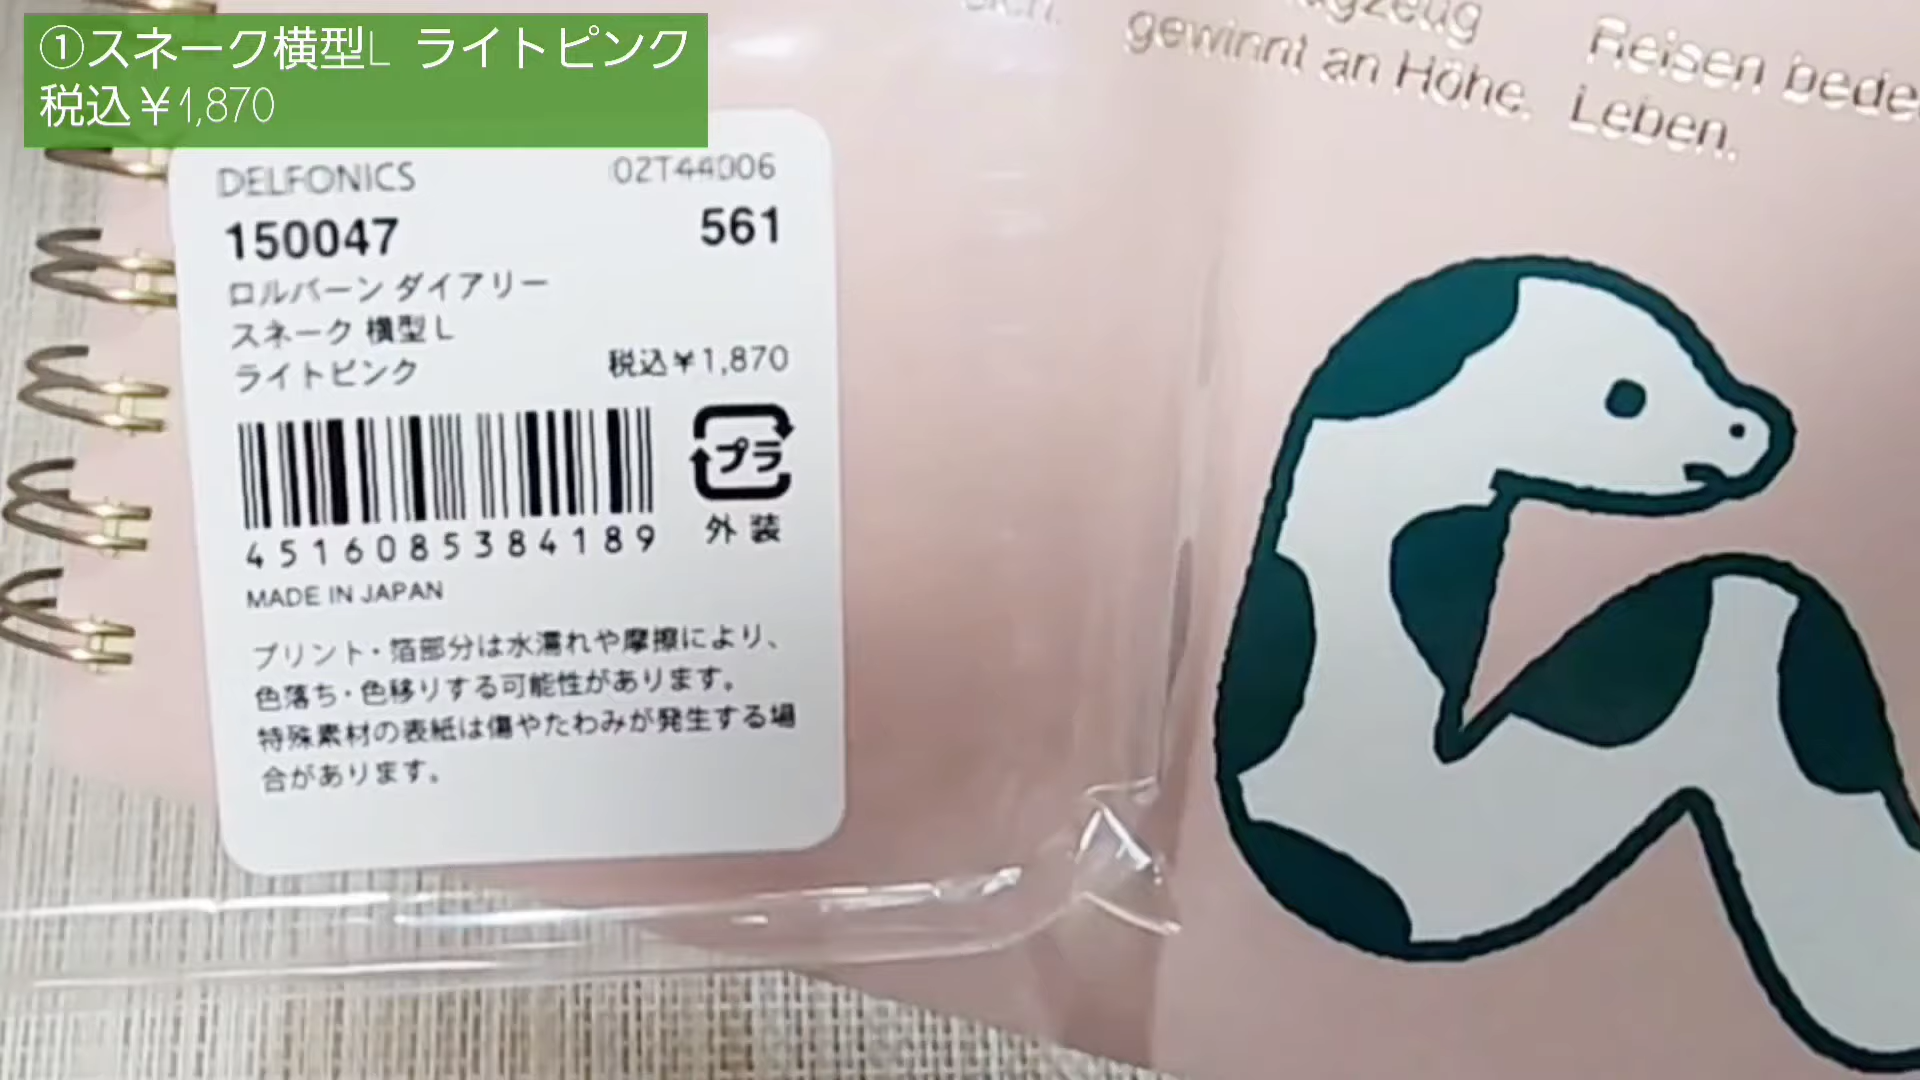 ①スネーク横型L ライトピンク
税込￥1,870
DELFONICS 02T44006
150047 561
ロルバーン ダイアリー
スネーク 横型 L
ライトピンク 税込￥1,870
プラ
外装
4516085384189
MADE IN JAPAN
プリント・箔部分は水濡れや摩擦により、
色落ち・色移りする可能性があります。
特殊素材の表紙は傷やたわみが発生する場
合があります。
gewinnt an Höhe.
Reisen
Leben.